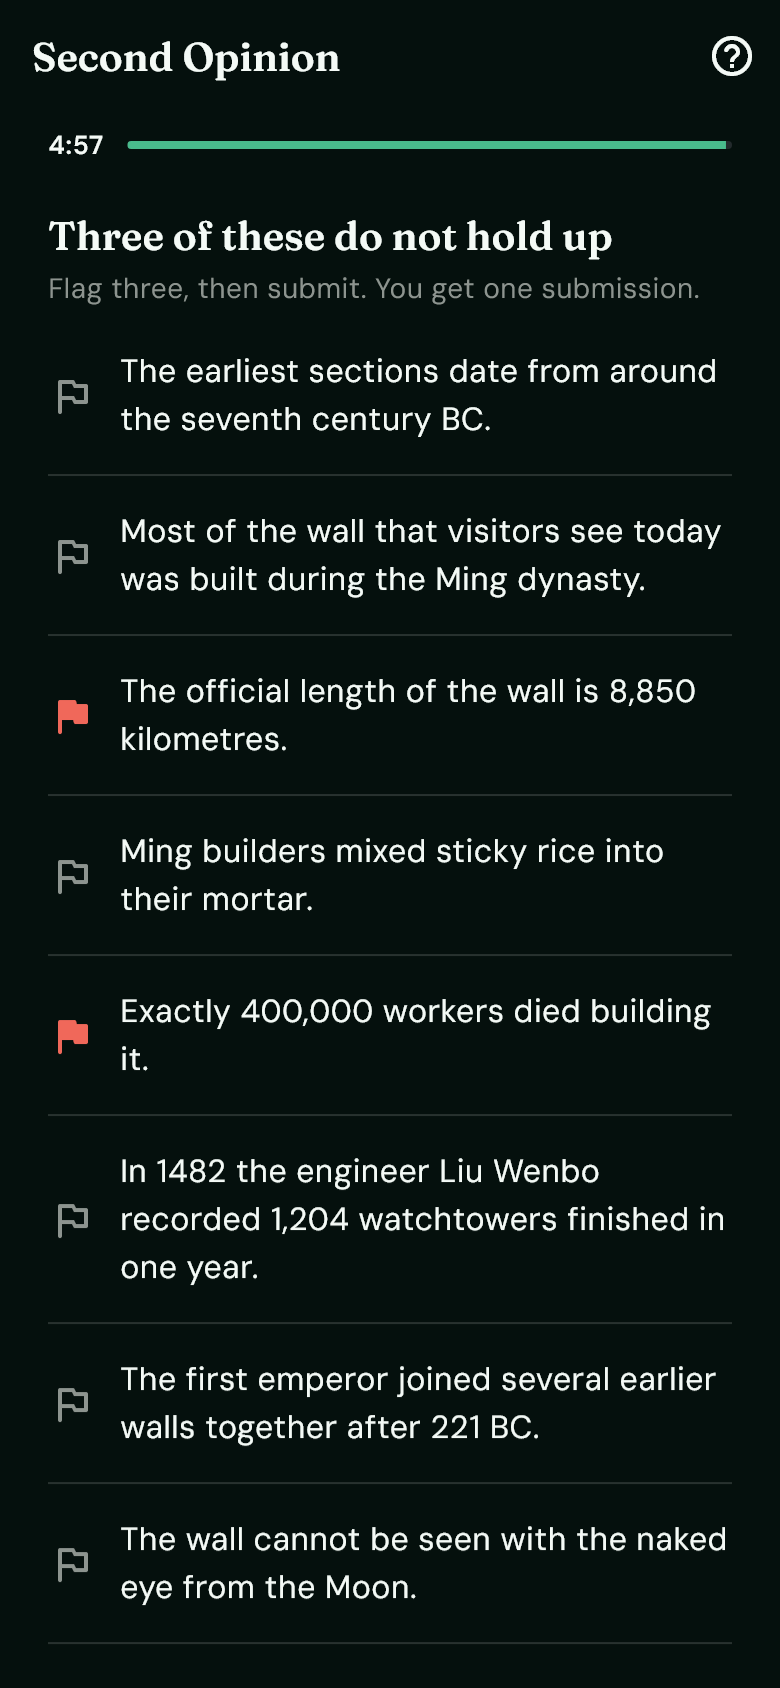 Second Opinion
4:57
Three of these do not hold up
Flag three, then submit. You get one submission.
The earliest sections date from around
the seventh century BC.
Most of the wall that visitors see today
was built during the Ming dynasty.
The official length of the wall is 8,850
kilometres.
Ming builders mixed sticky rice into
their mortar.
Exactly 400,000 workers died building
it.
In 1482 the engineer Liu Wenbo
recorded 1,204 watchtowers finished in
one year.
The first emperor joined several earlier
walls together after 221 BC.
The wall cannot be seen with the naked
eye from the Moon.